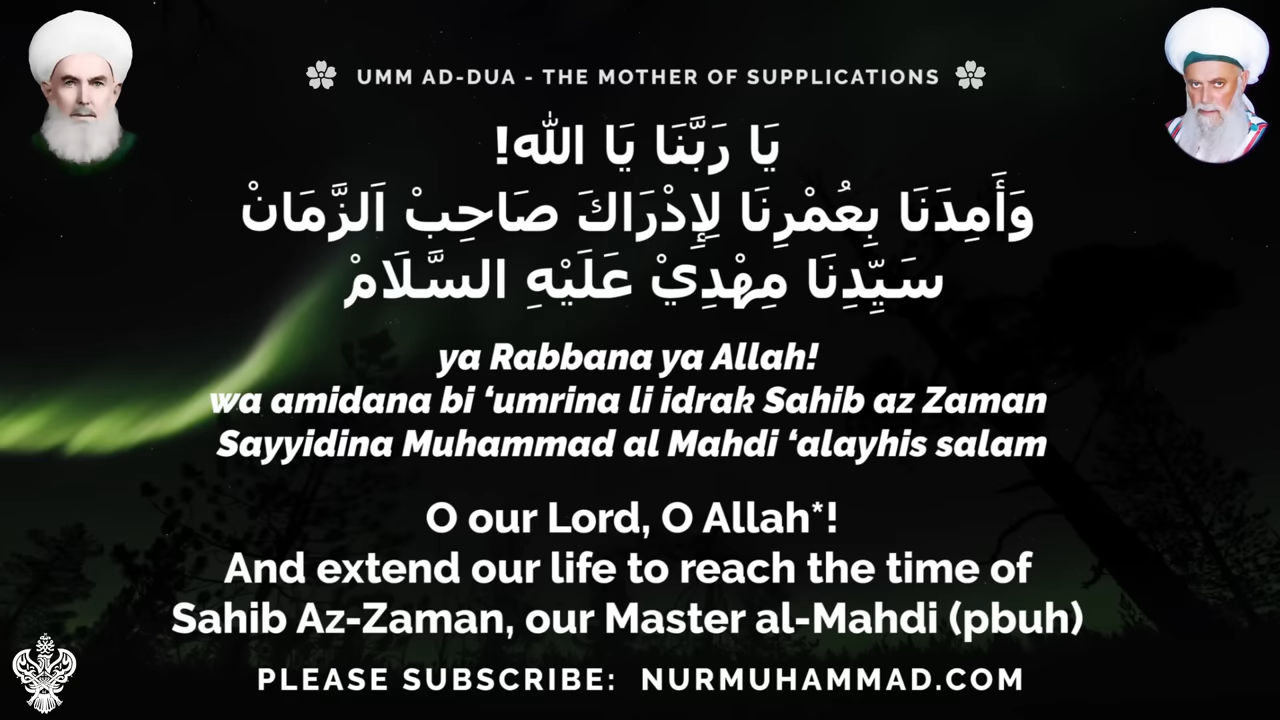 UMM AD-DUA - THE MOTHER OF SUPPLICATIONS
يَا رَبَّنَا يَا الله!
وَأَمِدَنَا بِعُمْرِنَا لِإِدْرَاكَ صَاحِبْ اَلزَّمَانْ
سَيِّدِنَا مِهْدِيْ عَلَيْهِ السَّلَامْ
ya Rabbana ya Allah!
wa amidana bi ‘umrina li idrak Sahib az Zaman
Sayyidina Muhammad al Mahdi ‘alayhis salam
O our Lord, O Allah*!
And extend our life to reach the time of
Sahib Az-Zaman, our Master al-Mahdi (pbuh)
PLEASE SUBSCRIBE: NURMUHAMMAD.COM